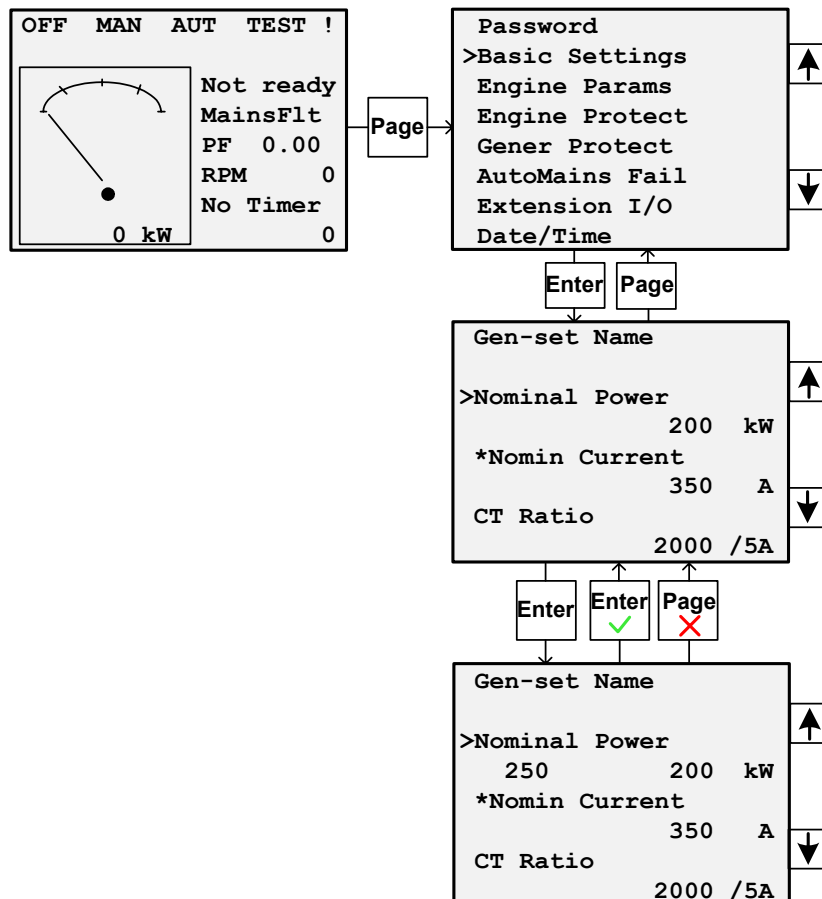 OFF MAN AUT TEST !
Not ready
MainsFlt
PF 0.00
RPM 0
No Timer
0 kW 0
Page
Password
>Basic Settings
Engine Params
Engine Protect
Gener Protect
AutoMains Fail
Extension I/O
Date/Time
Enter Page
Gen-set Name
>Nominal Power
200 kW
*Nomin Current
350 A
CT Ratio
2000 /5A
Enter Enter Page
Gen-set Name
>Nominal Power
250 200 kW
*Nomin Current
350 A
CT Ratio
2000 /5A